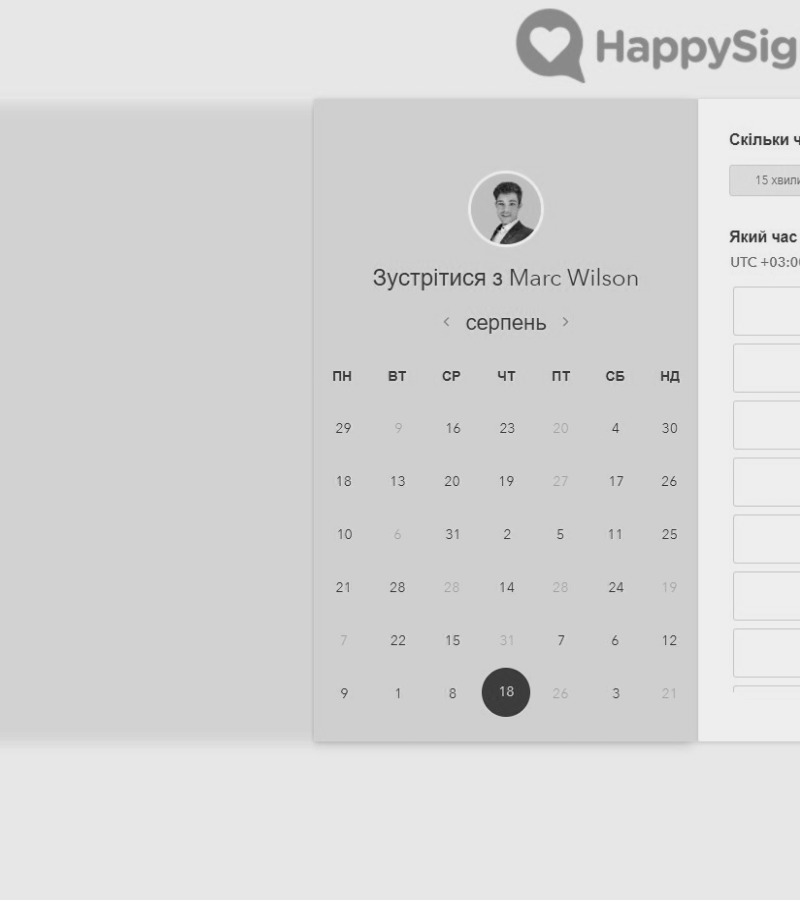 HappySig
Скільки ч
15 хвили
Який час
UTC +03:00
Зустрітися з Marc Wilson
серпень
ПН ВТ СР ЧТ ПТ СБ НД
29 9 16 23 20 4 30
18 13 20 19 27 17 26
10 6 31 2 5 11 25
21 28 28 14 28 24 19
7 22 15 31 7 6 12
9 1 8 18 26 3 21